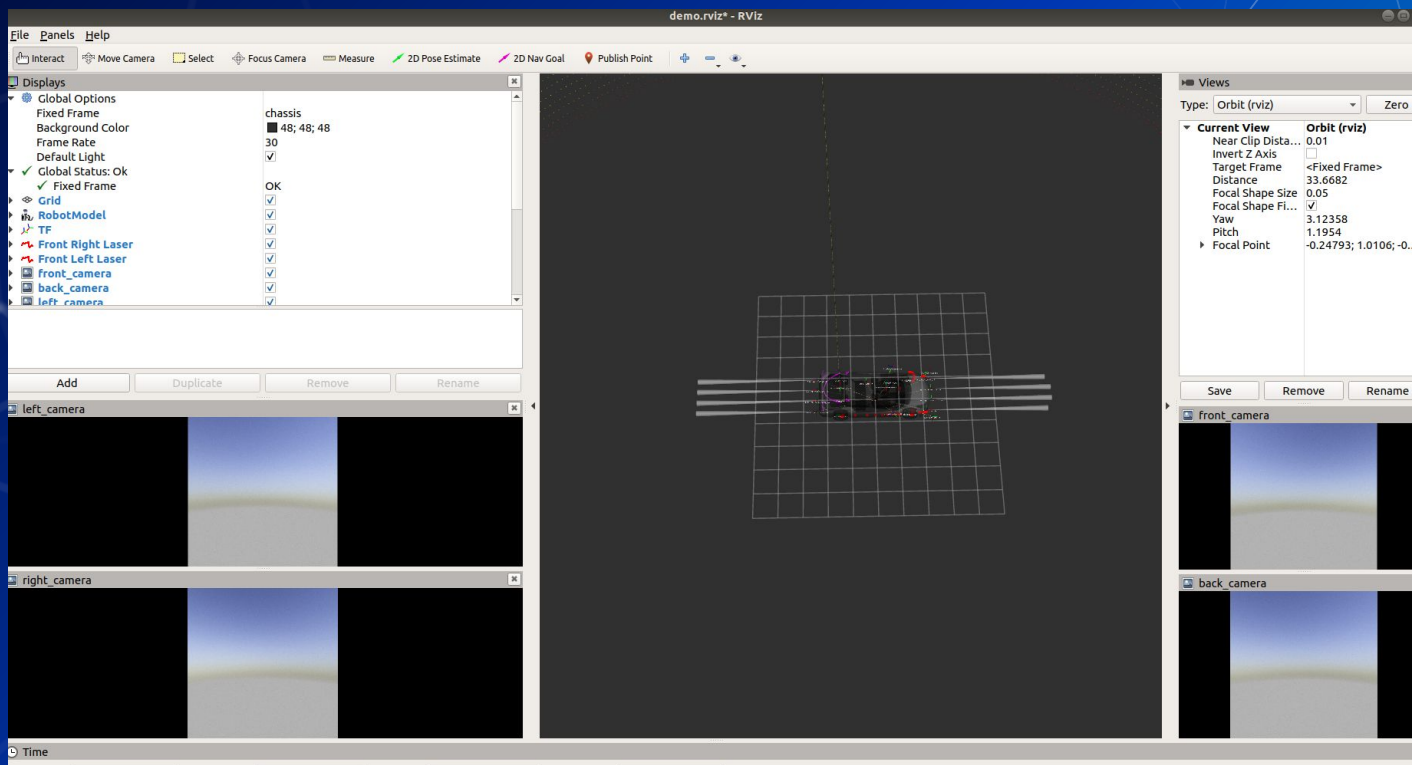 demo.rviz* - RViz
File Panels Help
Interact Move Camera Select Focus Camera Measure 2D Pose Estimate 2D Nav Goal Publish Point
Displays
Global Options
Fixed Frame chassis
Background Color 48; 48; 48
Frame Rate 30
Default Light
Global Status: Ok
Fixed Frame OK
Grid
RobotModel
TF
Front Right Laser
Front Left Laser
front_camera
back_camera
left_camera
Add Duplicate Remove Rename
left_camera
right_camera
Time
Views
Type: Orbit (rviz) Zero
Current View Orbit (rviz)
Near Clip Dista... 0.01
Invert Z Axis
Target Frame <Fixed Frame>
Distance 33.6682
Focal Shape Size 0.05
Focal Shape Fi...
Yaw 3.12358
Pitch 1.1954
Focal Point -0.24793; 1.0106; -0...
Save Remove Rename
front_camera
back_camera